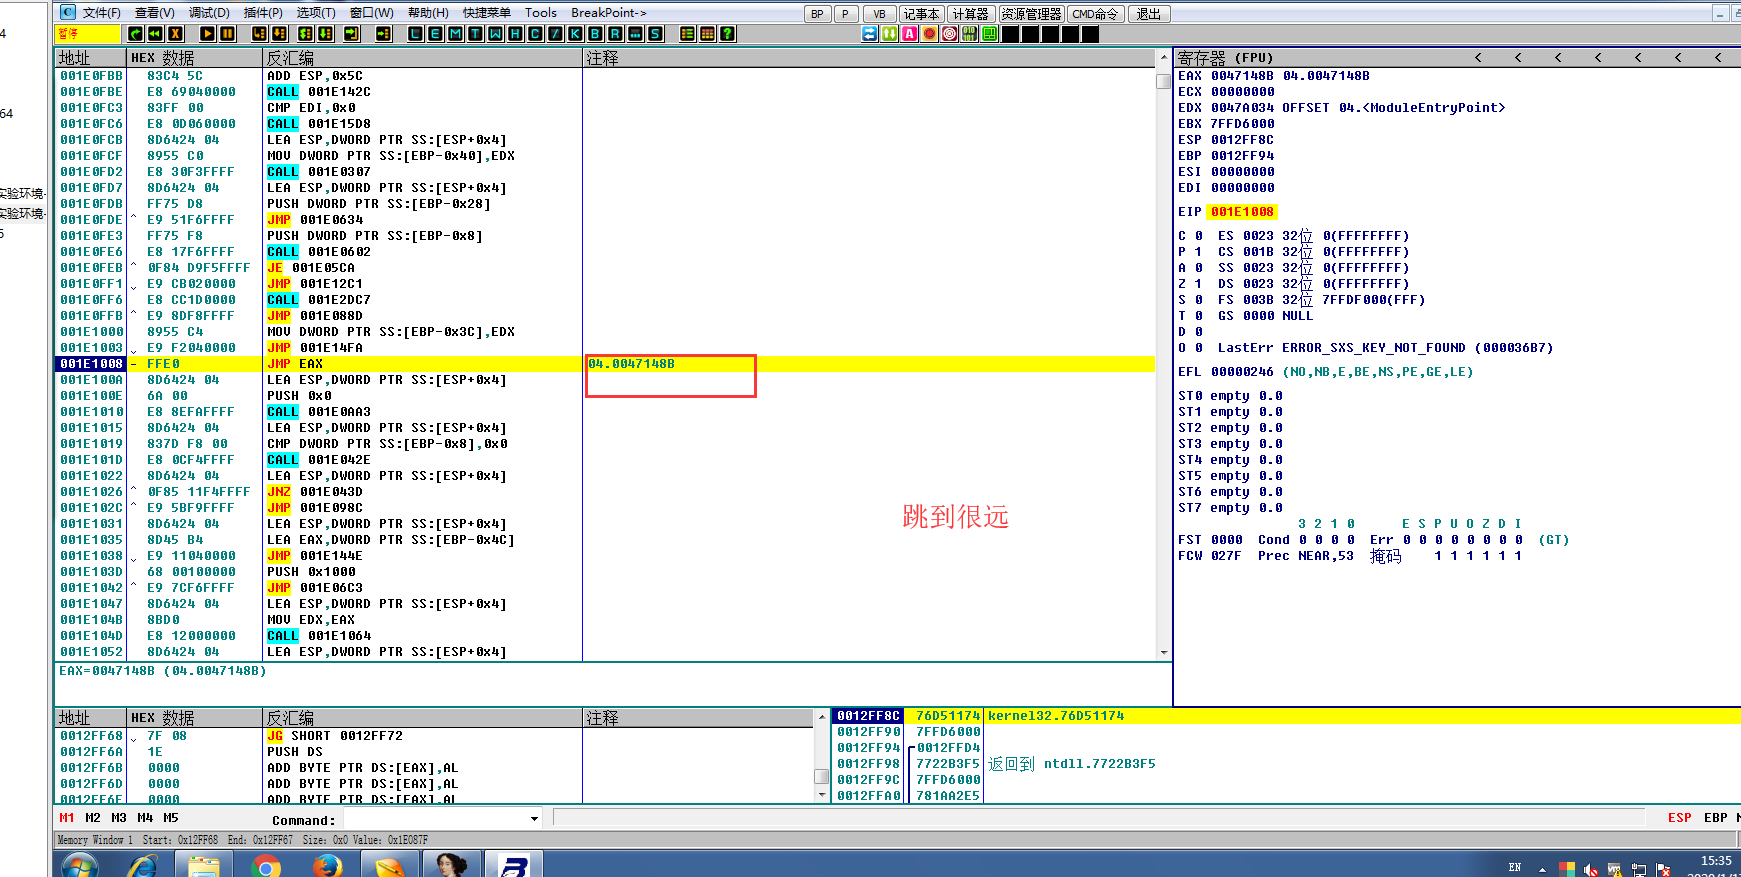 4
64
实验环境-
实验环境-
5
C 文件(F) 查看(V) 调试(D) 插件(P) 选项(T) 窗口(W) 帮助(H) 快捷菜单 Tools BreakPoint-> BP P VB 记事本 计算器 资源管理器 CMD命令 退出
暂停 L E M T W H C / K B R ... S ? A
地址 HEX 数据 反汇编 注释
001E0FBB 83C4 5C ADD ESP,0x5C
001E0FBE E8 69040000 CALL 001E142C
001E0FC3 83FF 00 CMP EDI,0x0
001E0FC6 E8 0D060000 CALL 001E15D8
001E0FCB 8D6424 04 LEA ESP,DWORD PTR SS:[ESP+0x4]
001E0FCF 8955 C0 MOV DWORD PTR SS:[EBP-0x40],EDX
001E0FD2 E8 30F3FFFF CALL 001E0307
001E0FD7 8D6424 04 LEA ESP,DWORD PTR SS:[ESP+0x4]
001E0FDB FF75 D8 PUSH DWORD PTR SS:[EBP-0x28]
001E0FDE ^ E9 51F6FFFF JMP 001E0634
001E0FE3 FF75 F8 PUSH DWORD PTR SS:[EBP-0x8]
001E0FE6 E8 17F6FFFF CALL 001E0602
001E0FEB ^ 0F84 D9F5FFFF JE 001E05CA
001E0FF1 E9 CB020000 JMP 001E12C1
001E0FF6 E8 CC1D0000 CALL 001E2DC7
001E0FFB ^ E9 8DF8FFFF JMP 001E088D
001E1000 8955 C4 MOV DWORD PTR SS:[EBP-0x3C],EDX
001E1003 E9 F2040000 JMP 001E14FA
001E1008 - FFE0 JMP EAX 04.0047148B
001E100A 8D6424 04 LEA ESP,DWORD PTR SS:[ESP+0x4]
001E100E 6A 00 PUSH 0x0
001E1010 E8 8EFAFFFF CALL 001E0AA3
001E1015 8D6424 04 LEA ESP,DWORD PTR SS:[ESP+0x4]
001E1019 837D F8 00 CMP DWORD PTR SS:[EBP-0x8],0x0
001E101D E8 0CF4FFFF CALL 001E042E
001E1022 8D6424 04 LEA ESP,DWORD PTR SS:[ESP+0x4]
001E1026 ^ 0F85 11F4FFFF JNZ 001E043D
001E102C ^ E9 5BF9FFFF JMP 001E098C
001E1031 8D6424 04 LEA ESP,DWORD PTR SS:[ESP+0x4]
001E1035 8D45 B4 LEA EAX,DWORD PTR SS:[EBP-0x4C]
001E1038 E9 11040000 JMP 001E144E
001E103D 68 00100000 PUSH 0x1000
001E1042 ^ E9 7CF6FFFF JMP 001E06C3
001E1047 8D6424 04 LEA ESP,DWORD PTR SS:[ESP+0x4]
001E104B 8BD0 MOV EDX,EAX
001E104D E8 12000000 CALL 001E1064
001E1052 8D6424 04 LEA ESP,DWORD PTR SS:[ESP+0x4]
跳到很远
EAX=0047148B (04.0047148B)
寄存器 (FPU) < < < < < < <
EAX 0047148B 04.0047148B
ECX 00000000
EDX 0047A034 OFFSET 04.<ModuleEntryPoint>
EBX 7FFD6000
ESP 0012FF8C
EBP 0012FF94
ESI 00000000
EDI 00000000
EIP 001E1008
C 0 ES 0023 32位 0(FFFFFFFF)
P 1 CS 001B 32位 0(FFFFFFFF)
A 0 SS 0023 32位 0(FFFFFFFF)
Z 1 DS 0023 32位 0(FFFFFFFF)
S 0 FS 003B 32位 7FFDF000(FFF)
T 0 GS 0000 NULL
D 0
O 0 LastErr ERROR_SXS_KEY_NOT_FOUND (000036B7)
EFL 00000246 (NO,NB,E,BE,NS,PE,GE,LE)
ST0 empty 0.0
ST1 empty 0.0
ST2 empty 0.0
ST3 empty 0.0
ST4 empty 0.0
ST5 empty 0.0
ST6 empty 0.0
ST7 empty 0.0
3 2 1 0 E S P U O Z D I
FST 0000 Cond 0 0 0 0 Err 0 0 0 0 0 0 0 0 (GT)
FCW 027F Prec NEAR,53 掩码 1 1 1 1 1 1
地址 HEX 数据 反汇编 注释
0012FF68 7F 08 JG SHORT 0012FF72
0012FF6A 1E PUSH DS
0012FF6B 0000 ADD BYTE PTR DS:[EAX],AL
0012FF6D 0000 ADD BYTE PTR DS:[EAX],AL
0012FF6F 0000 ADD BYTE PTR DS:[EAX],AL
0012FF8C 76D51174 kernel32.76D51174
0012FF90 7FFD6000
0012FF94 0012FFD4
0012FF98 7722B3F5 返回到 ntdll.7722B3F5
0012FF9C 7FFD6000
0012FFA0 781AA2E5
M1 M2 M3 M4 M5 Command: ESP EBP
Memory Window 1 Start: 0x12FF68 End: 0x12FF67 Size: 0x0 Value: 0x1E087F
EN 15:35